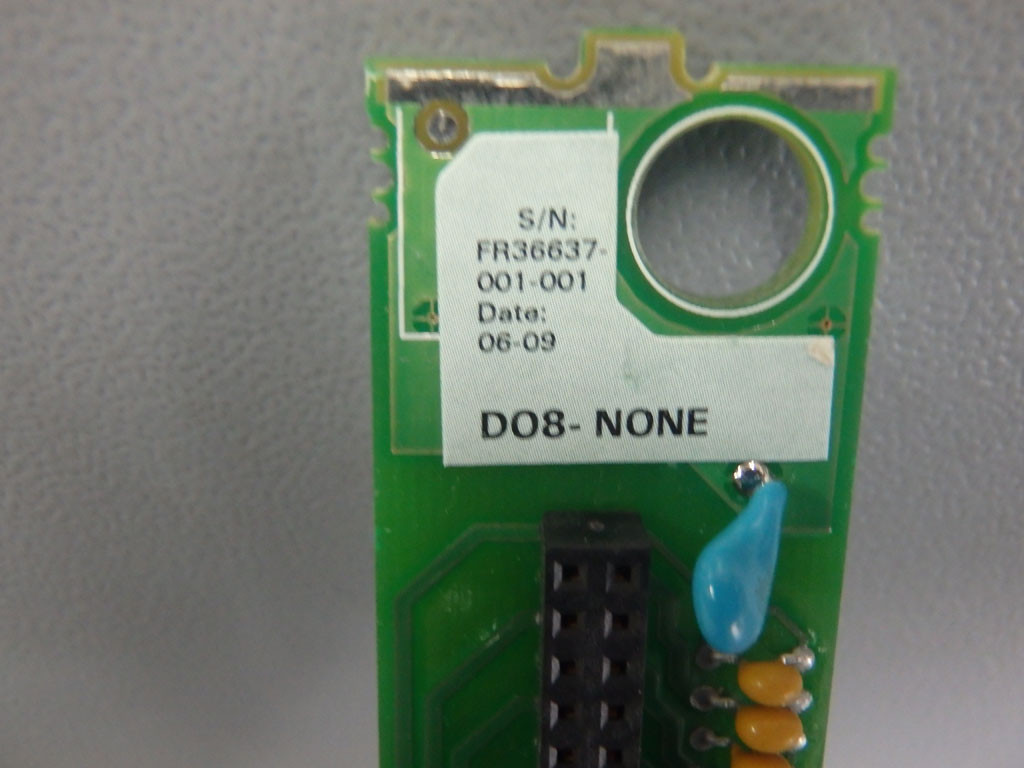 S/N:
FR36637-
001-001
Date:
06-09
DO8- NONE